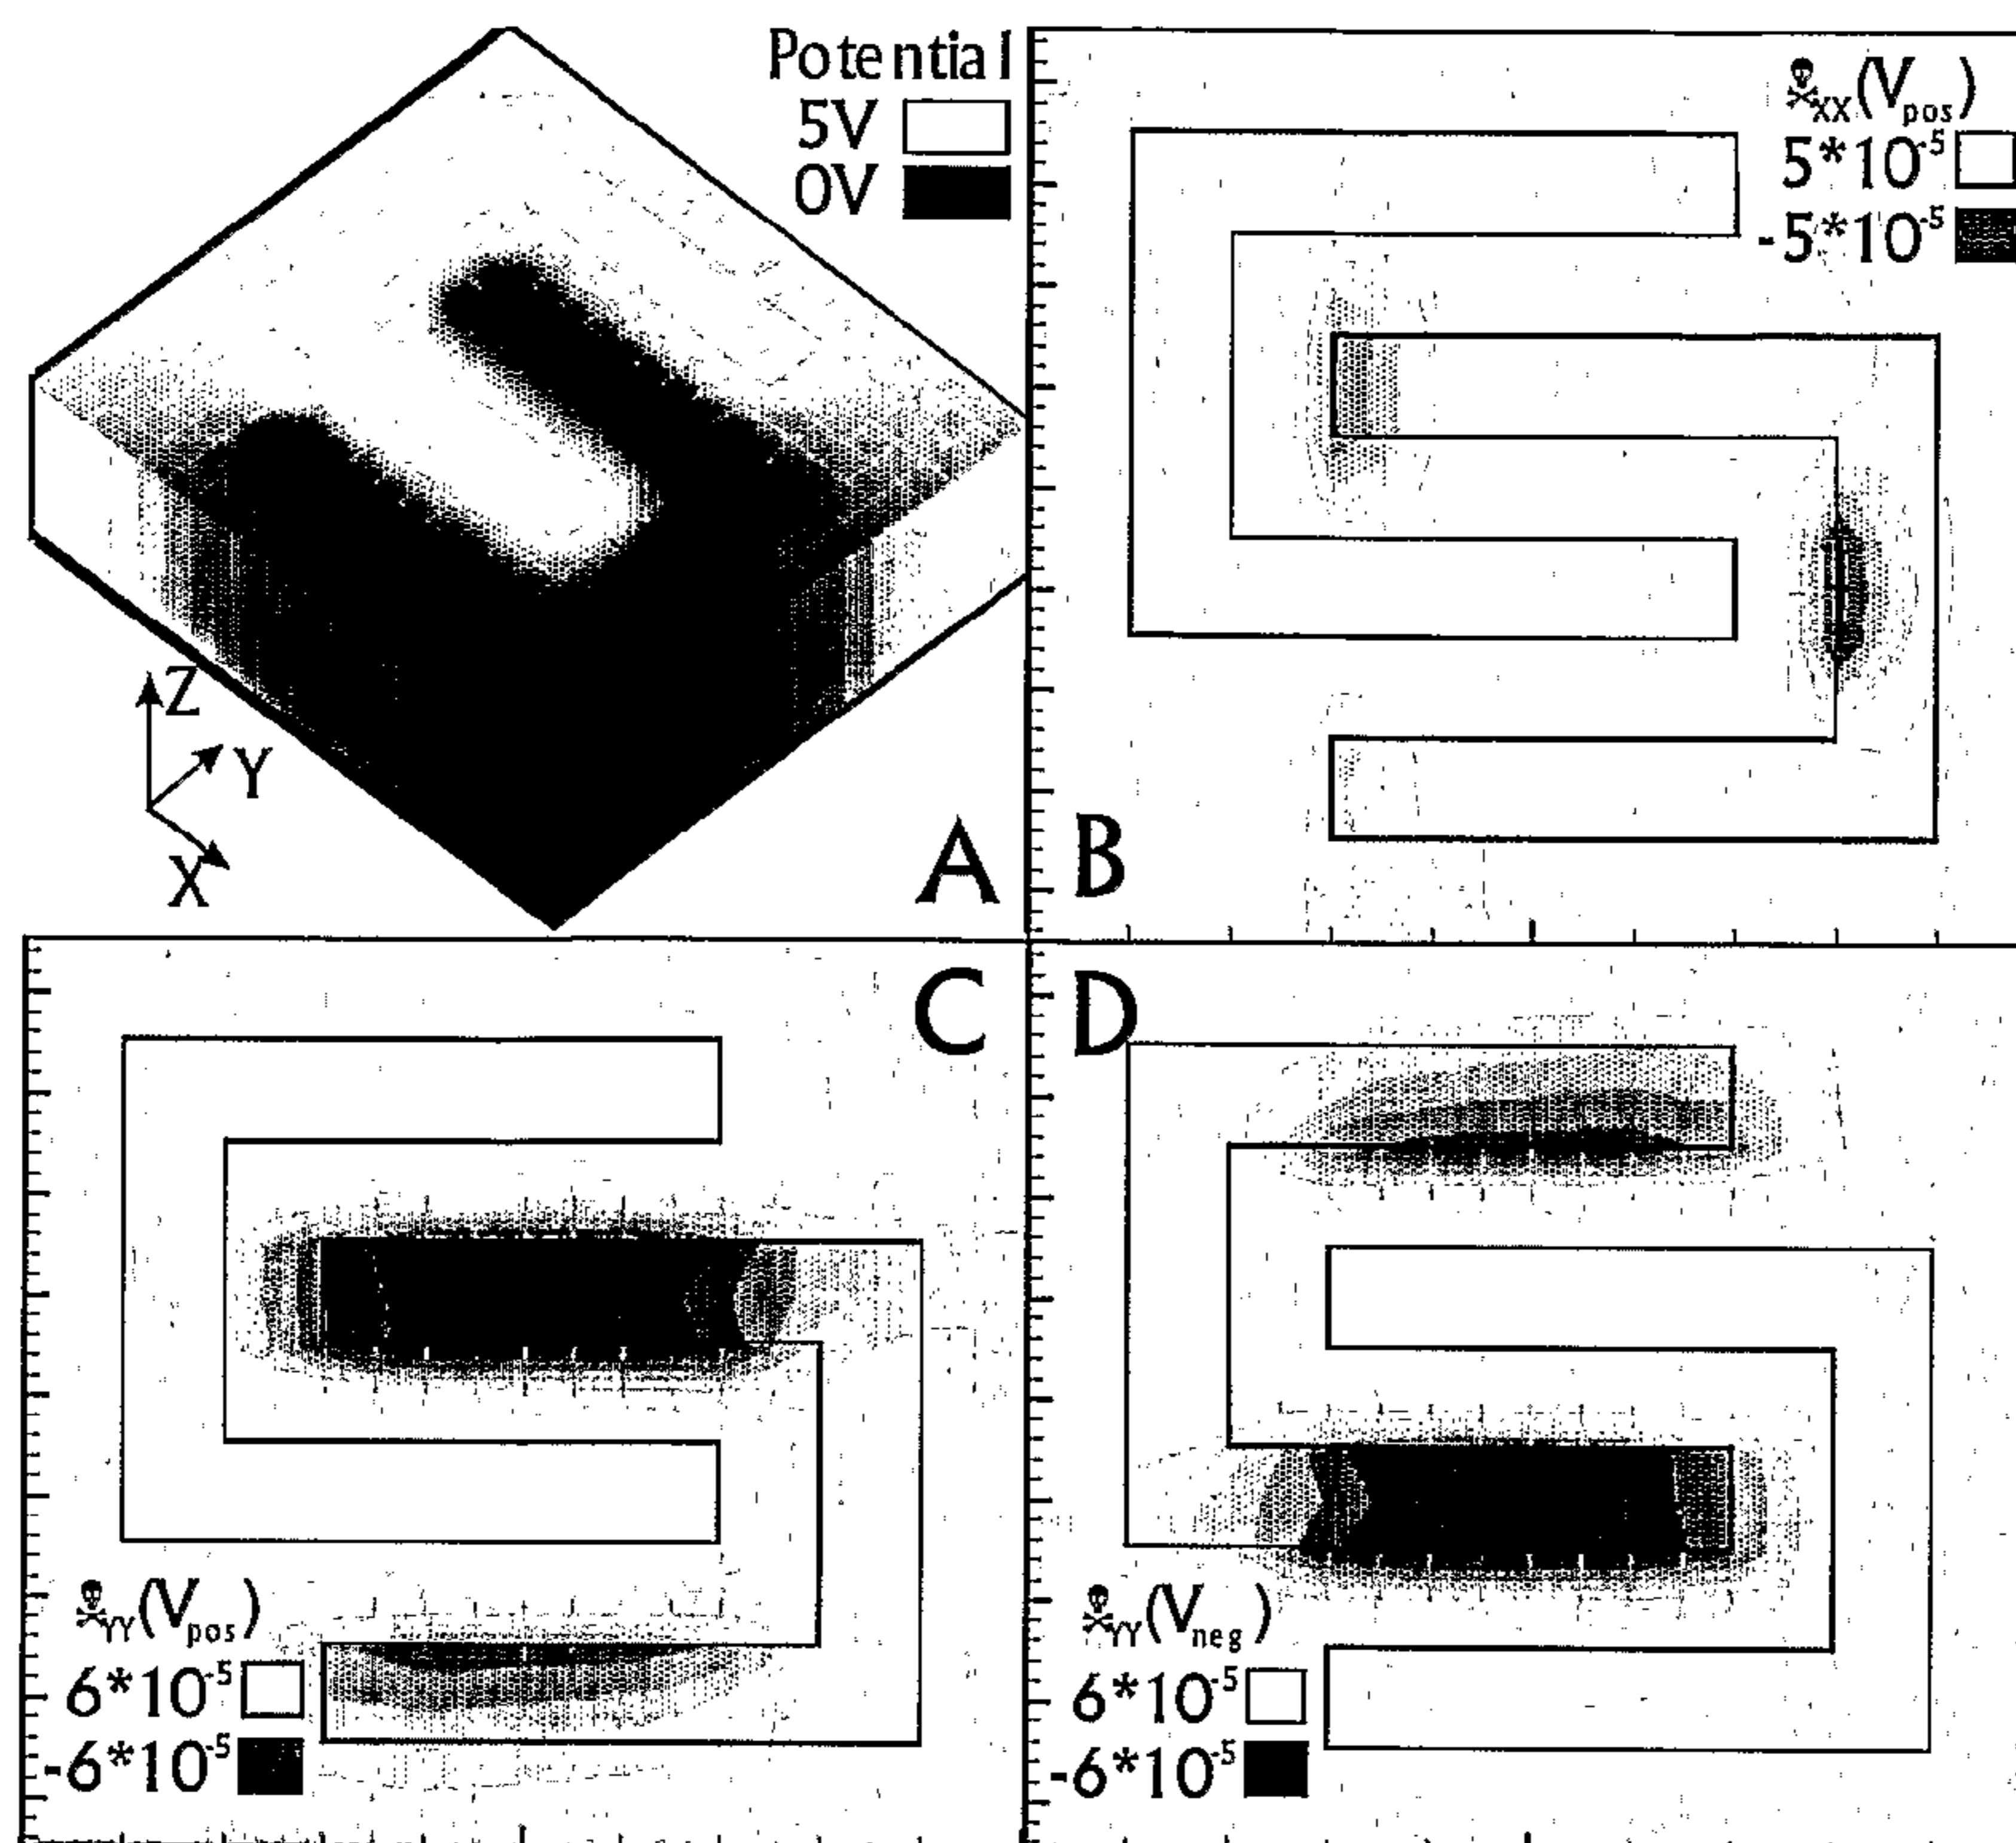 Potential
5V
0V
Z
Y
X
A
☠XX(Vpos)
5*10-5
-5*10-5
B
C
☠YY(Vpos)
6*10-5
-6*10-5
D
☠YY(Vneg)
6*10-5
-6*10-5